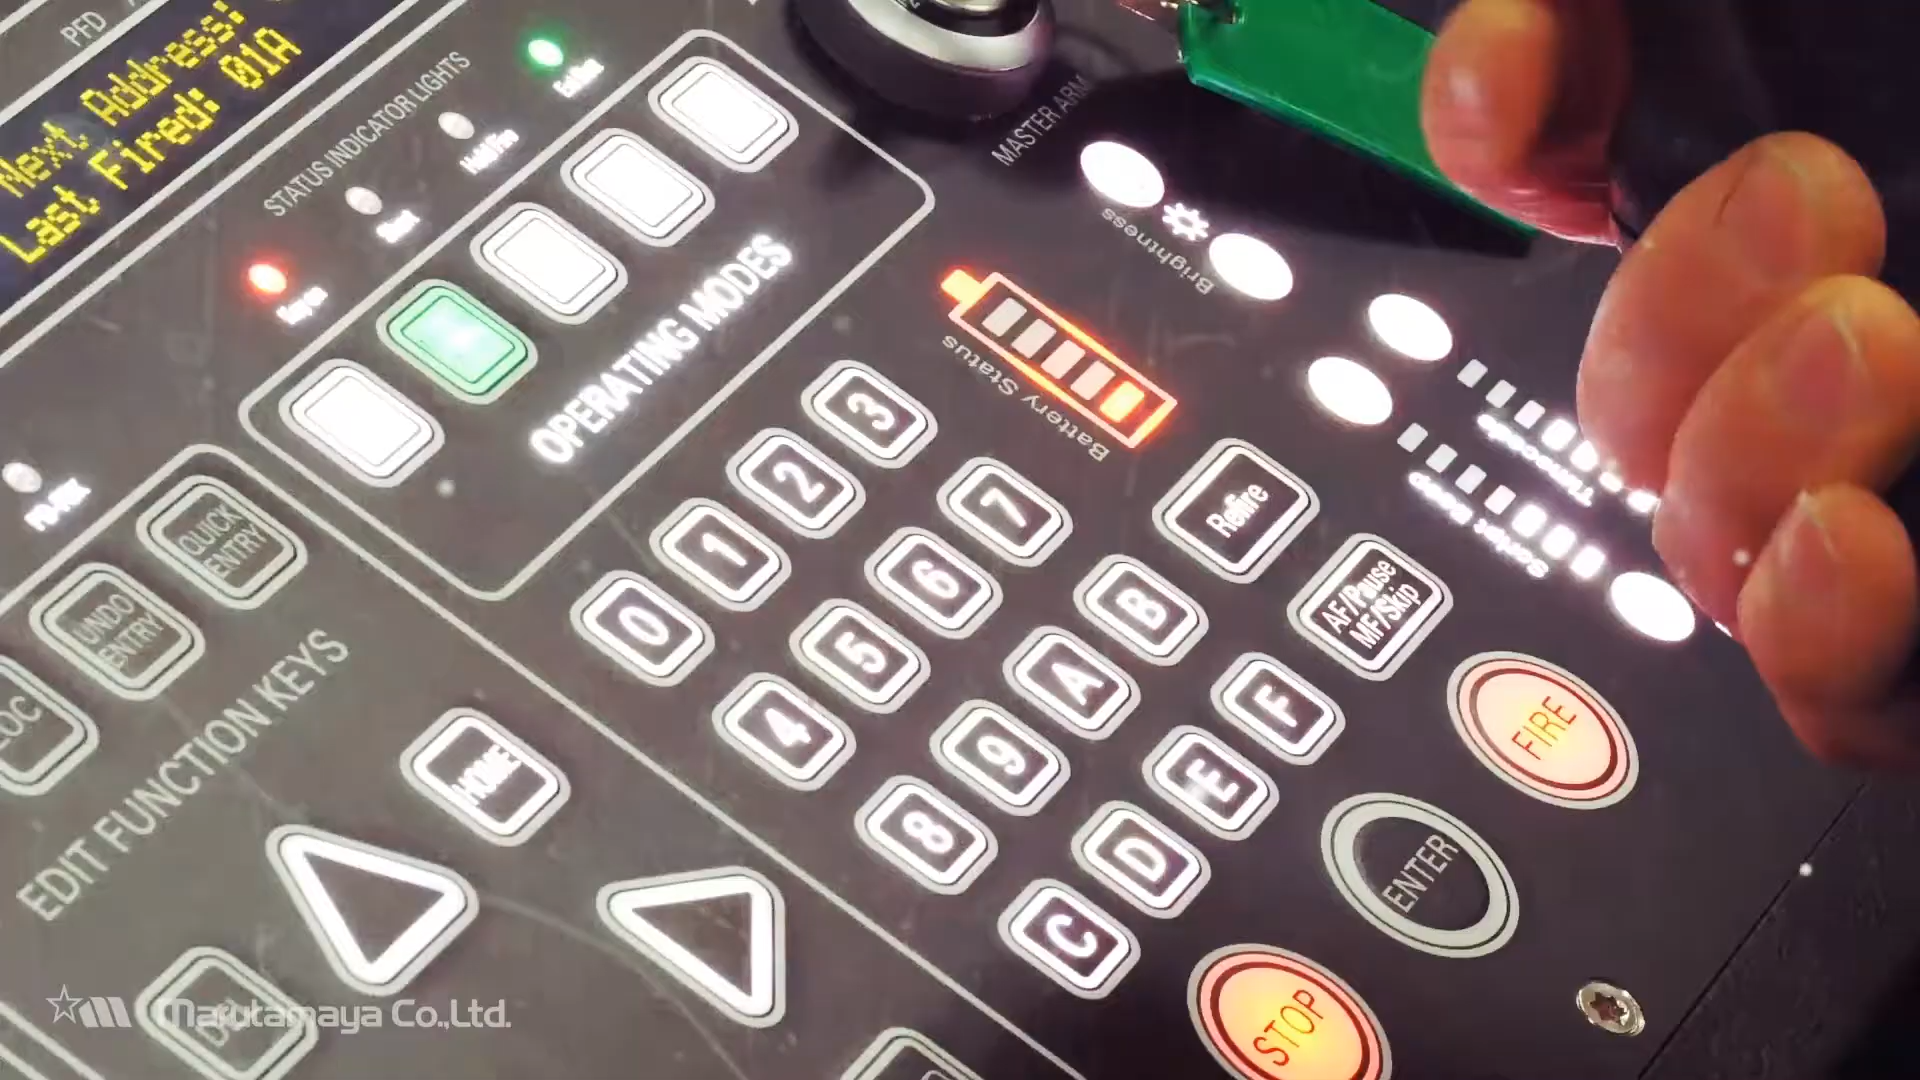 PFD
Next Address:
Last Fired: 01A
STATUS INDICATOR LIGHTS
MASTER ARM
Brightness
OPERATING MODES
Battery Status
Timecode
QUICK ENTRY
UNDO ENTRY
EDIT FUNCTION KEYS
HOME
DEL
0
1
2
3
4
5
6
7
8
9
A
B
C
D
E
F
Refire
AF/Pause
MF/Skip
FIRE
ENTER
STOP
Marutamaya Co.,Ltd.